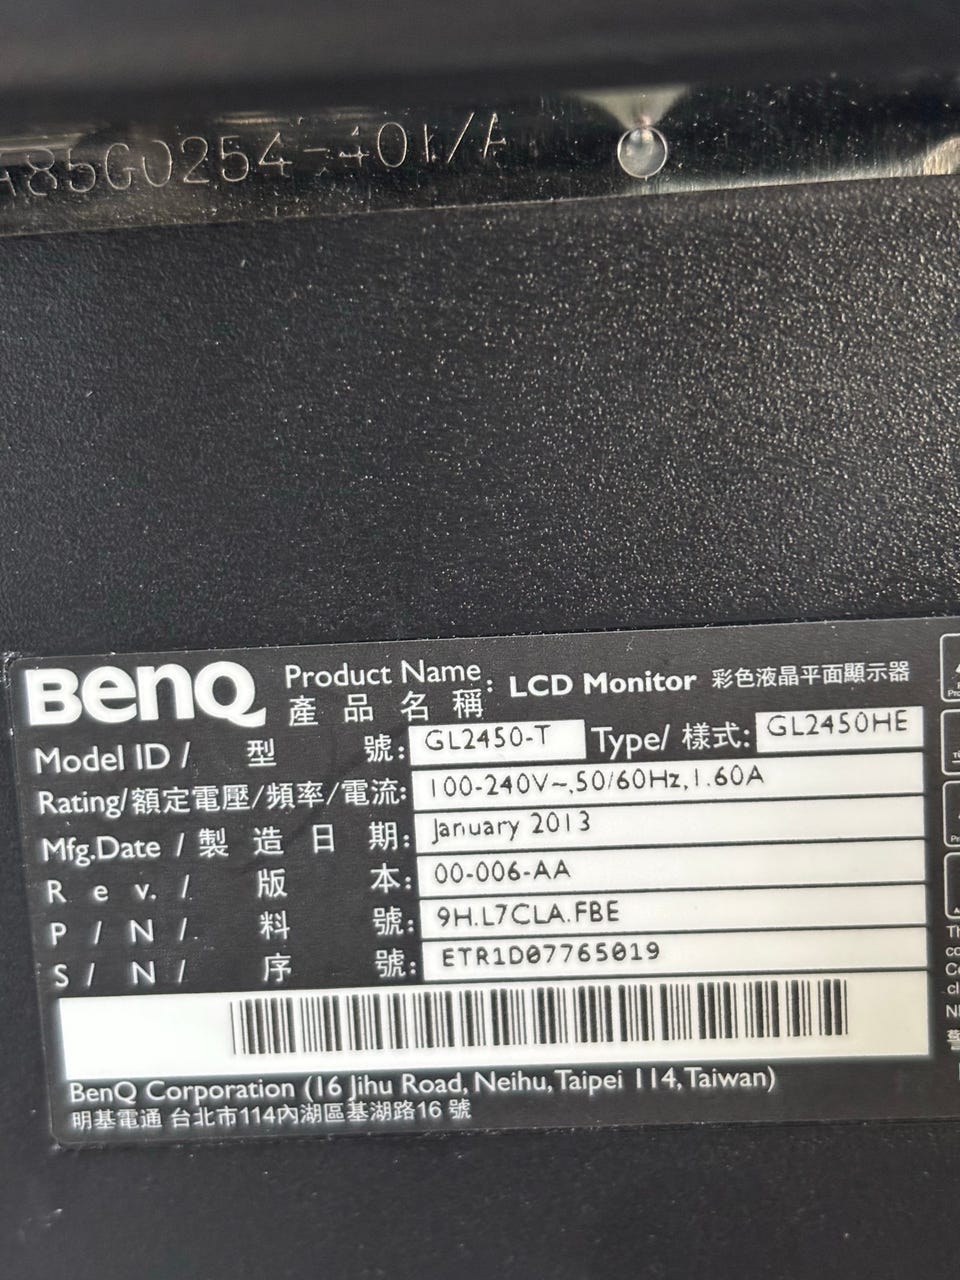 A85G0254-401/A
BenQ
Product Name : LCD Monitor 彩色液晶平面顯示器
產品名稱
Model ID / 型號: GL2450-T Type/ 樣式: GL2450HE
Rating/額定電壓/頻率/電流: 100-240V~,50/60Hz,1.60A
Mfg.Date / 製造日期: January 2013
Rev. / 版本: 00-006-AA
P/N/. 料號: 9H.L7CLA.FBE
S/N/ 序號: ETR1D07765019
BenQ Corporation (16 Jihu Road, Neihu, Taipei 114, Taiwan)
明基電通 台北市114內湖區基湖路16 號